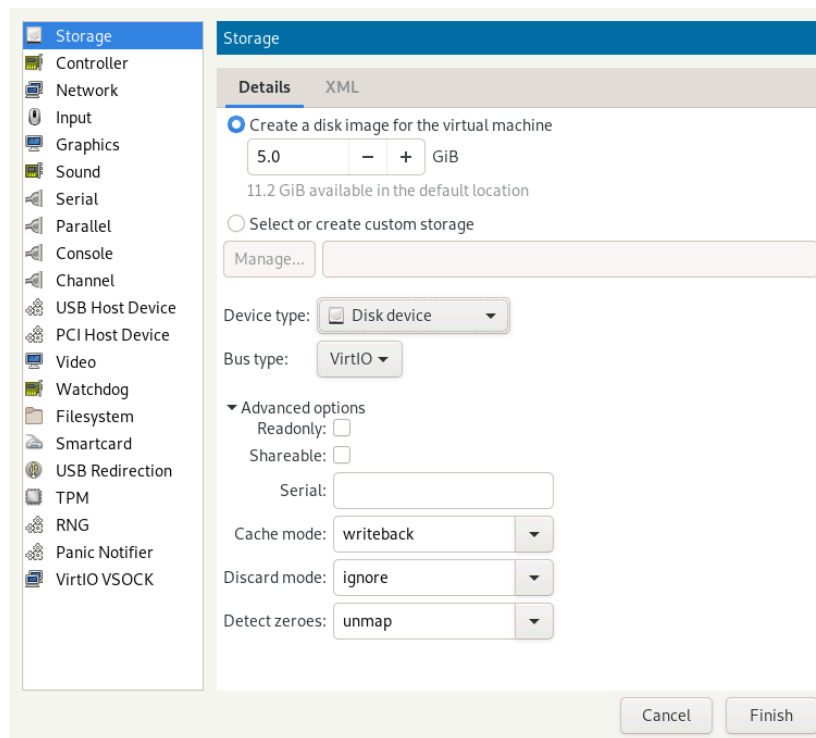 Storage
Controller
Network
Input
Graphics
Sound
Serial
Parallel
Console
Channel
USB Host Device
PCI Host Device
Video
Watchdog
Filesystem
Smartcard
USB Redirection
TPM
RNG
Panic Notifier
VirtIO VSOCK
Storage
Details XML
Create a disk image for the virtual machine
5.0 − + GiB
11.2 GiB available in the default location
Select or create custom storage
Manage...
Device type: Disk device
Bus type: VirtIO
Advanced options
Readonly:
Shareable:
Serial:
Cache mode: writeback
Discard mode: ignore
Detect zeroes: unmap
Cancel Finish